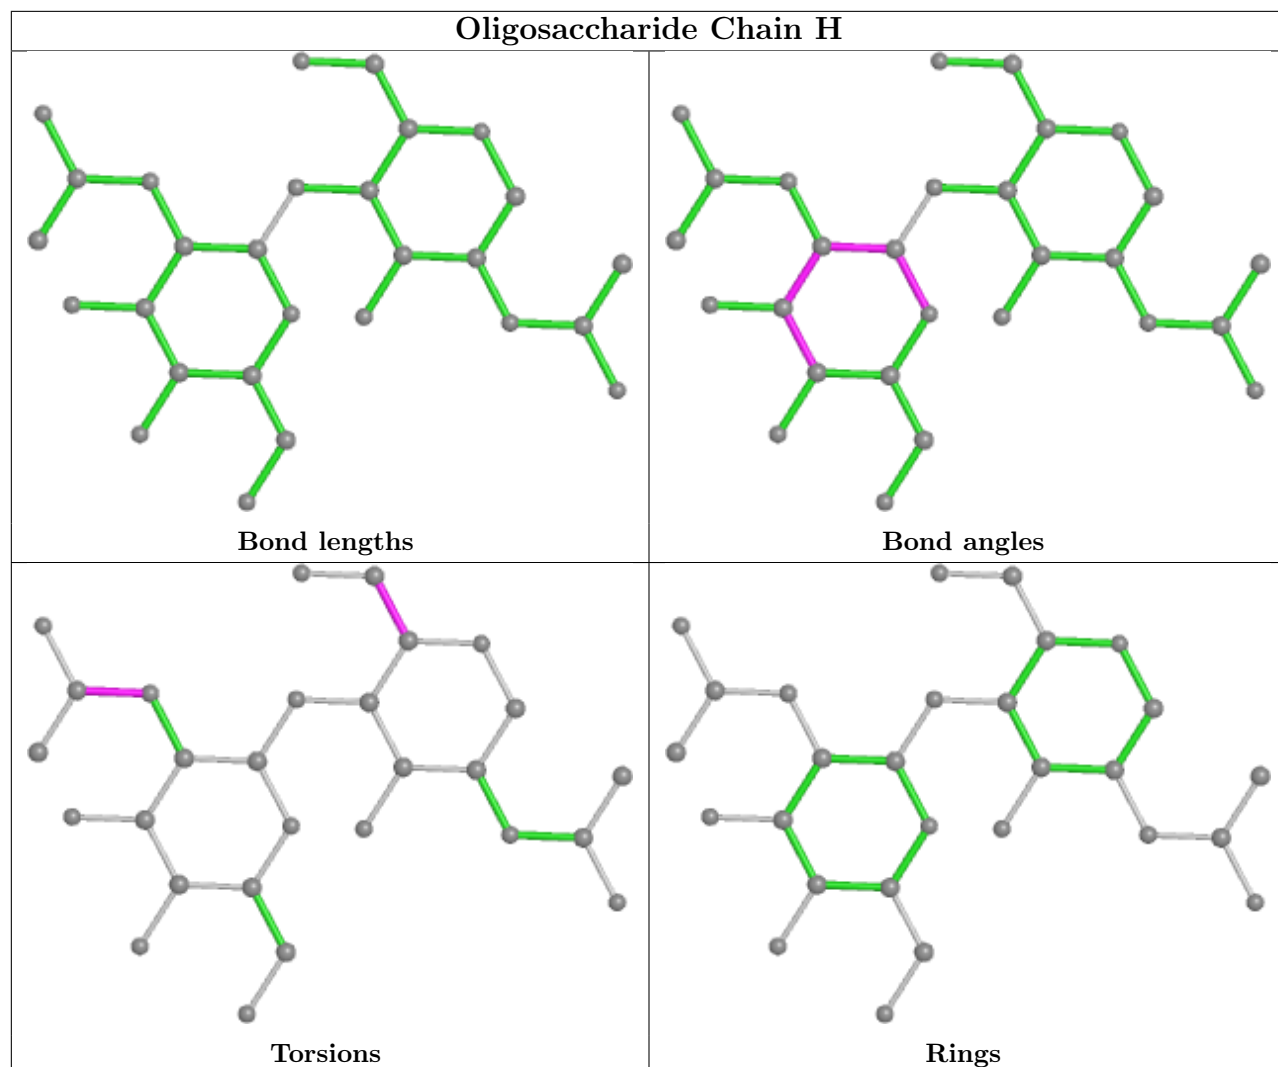 Oligosaccharide Chain H
Bond lengths
Bond angles
Torsions
Rings